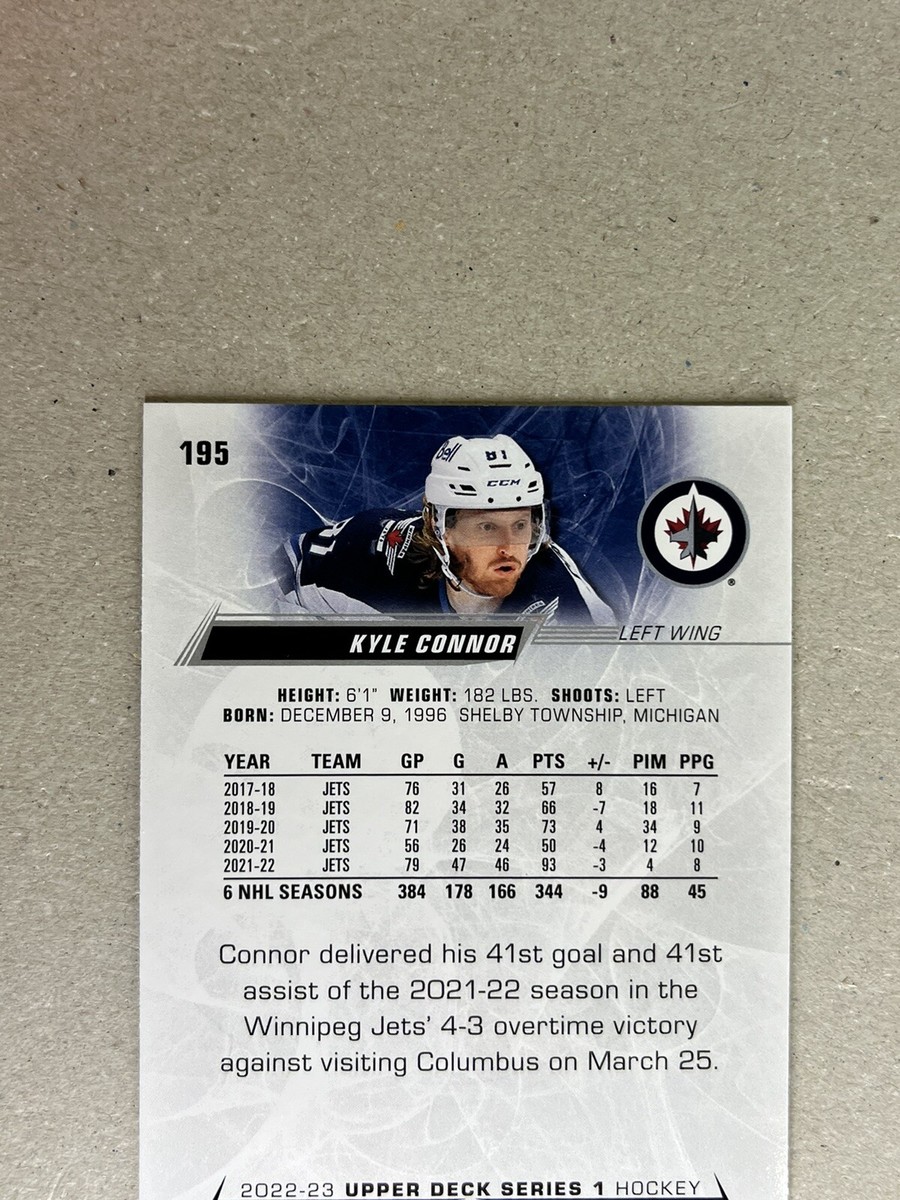 195
Bell 81
CCM
81
KYLE CONNOR
LEFT WING
HEIGHT: 6'1" WEIGHT: 182 LBS. SHOOTS: LEFT
BORN: DECEMBER 9, 1996 SHELBY TOWNSHIP, MICHIGAN
YEAR TEAM GP G A PTS +/- PIM PPG
2017-18 JETS 76 31 26 57 8 16 7
2018-19 JETS 82 34 32 66 -7 18 11
2019-20 JETS 71 38 35 73 4 34 9
2020-21 JETS 56 26 24 50 -4 12 10
2021-22 JETS 79 47 46 93 -3 4 8
6 NHL SEASONS 384 178 166 344 -9 88 45
Connor delivered his 41st goal and 41st
assist of the 2021-22 season in the
Winnipeg Jets' 4-3 overtime victory
against visiting Columbus on March 25.
2022-23 UPPER DECK SERIES 1 HOCKEY